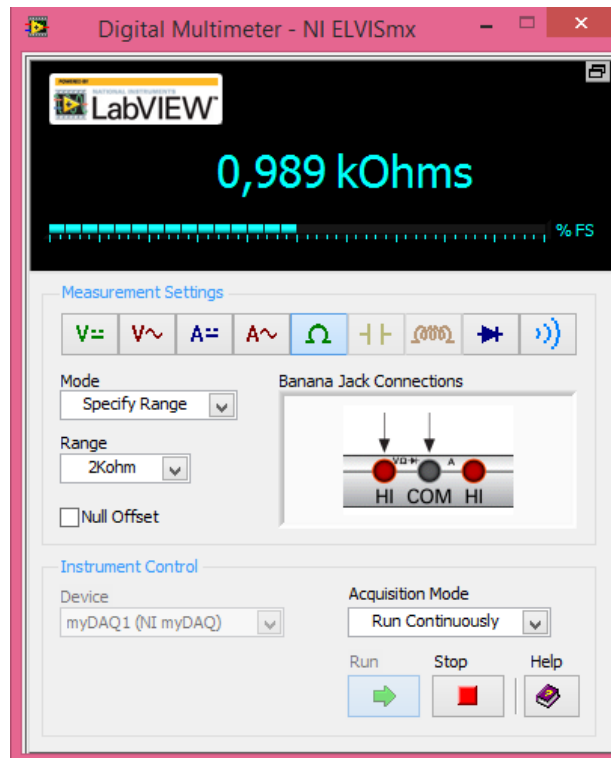 Digital Multimeter - NI ELVISmx
POWERED BY
NATIONAL INSTRUMENTS
LabVIEW™
0,989 kOhms
% FS
Measurement Settings
V V A A Ω
Mode
Specify Range
Banana Jack Connections
Range
2Kohm
VΩ A
HI COM HI
Null Offset
Instrument Control
Device
myDAQ1 (NI myDAQ)
Acquisition Mode
Run Continuously
Run Stop Help